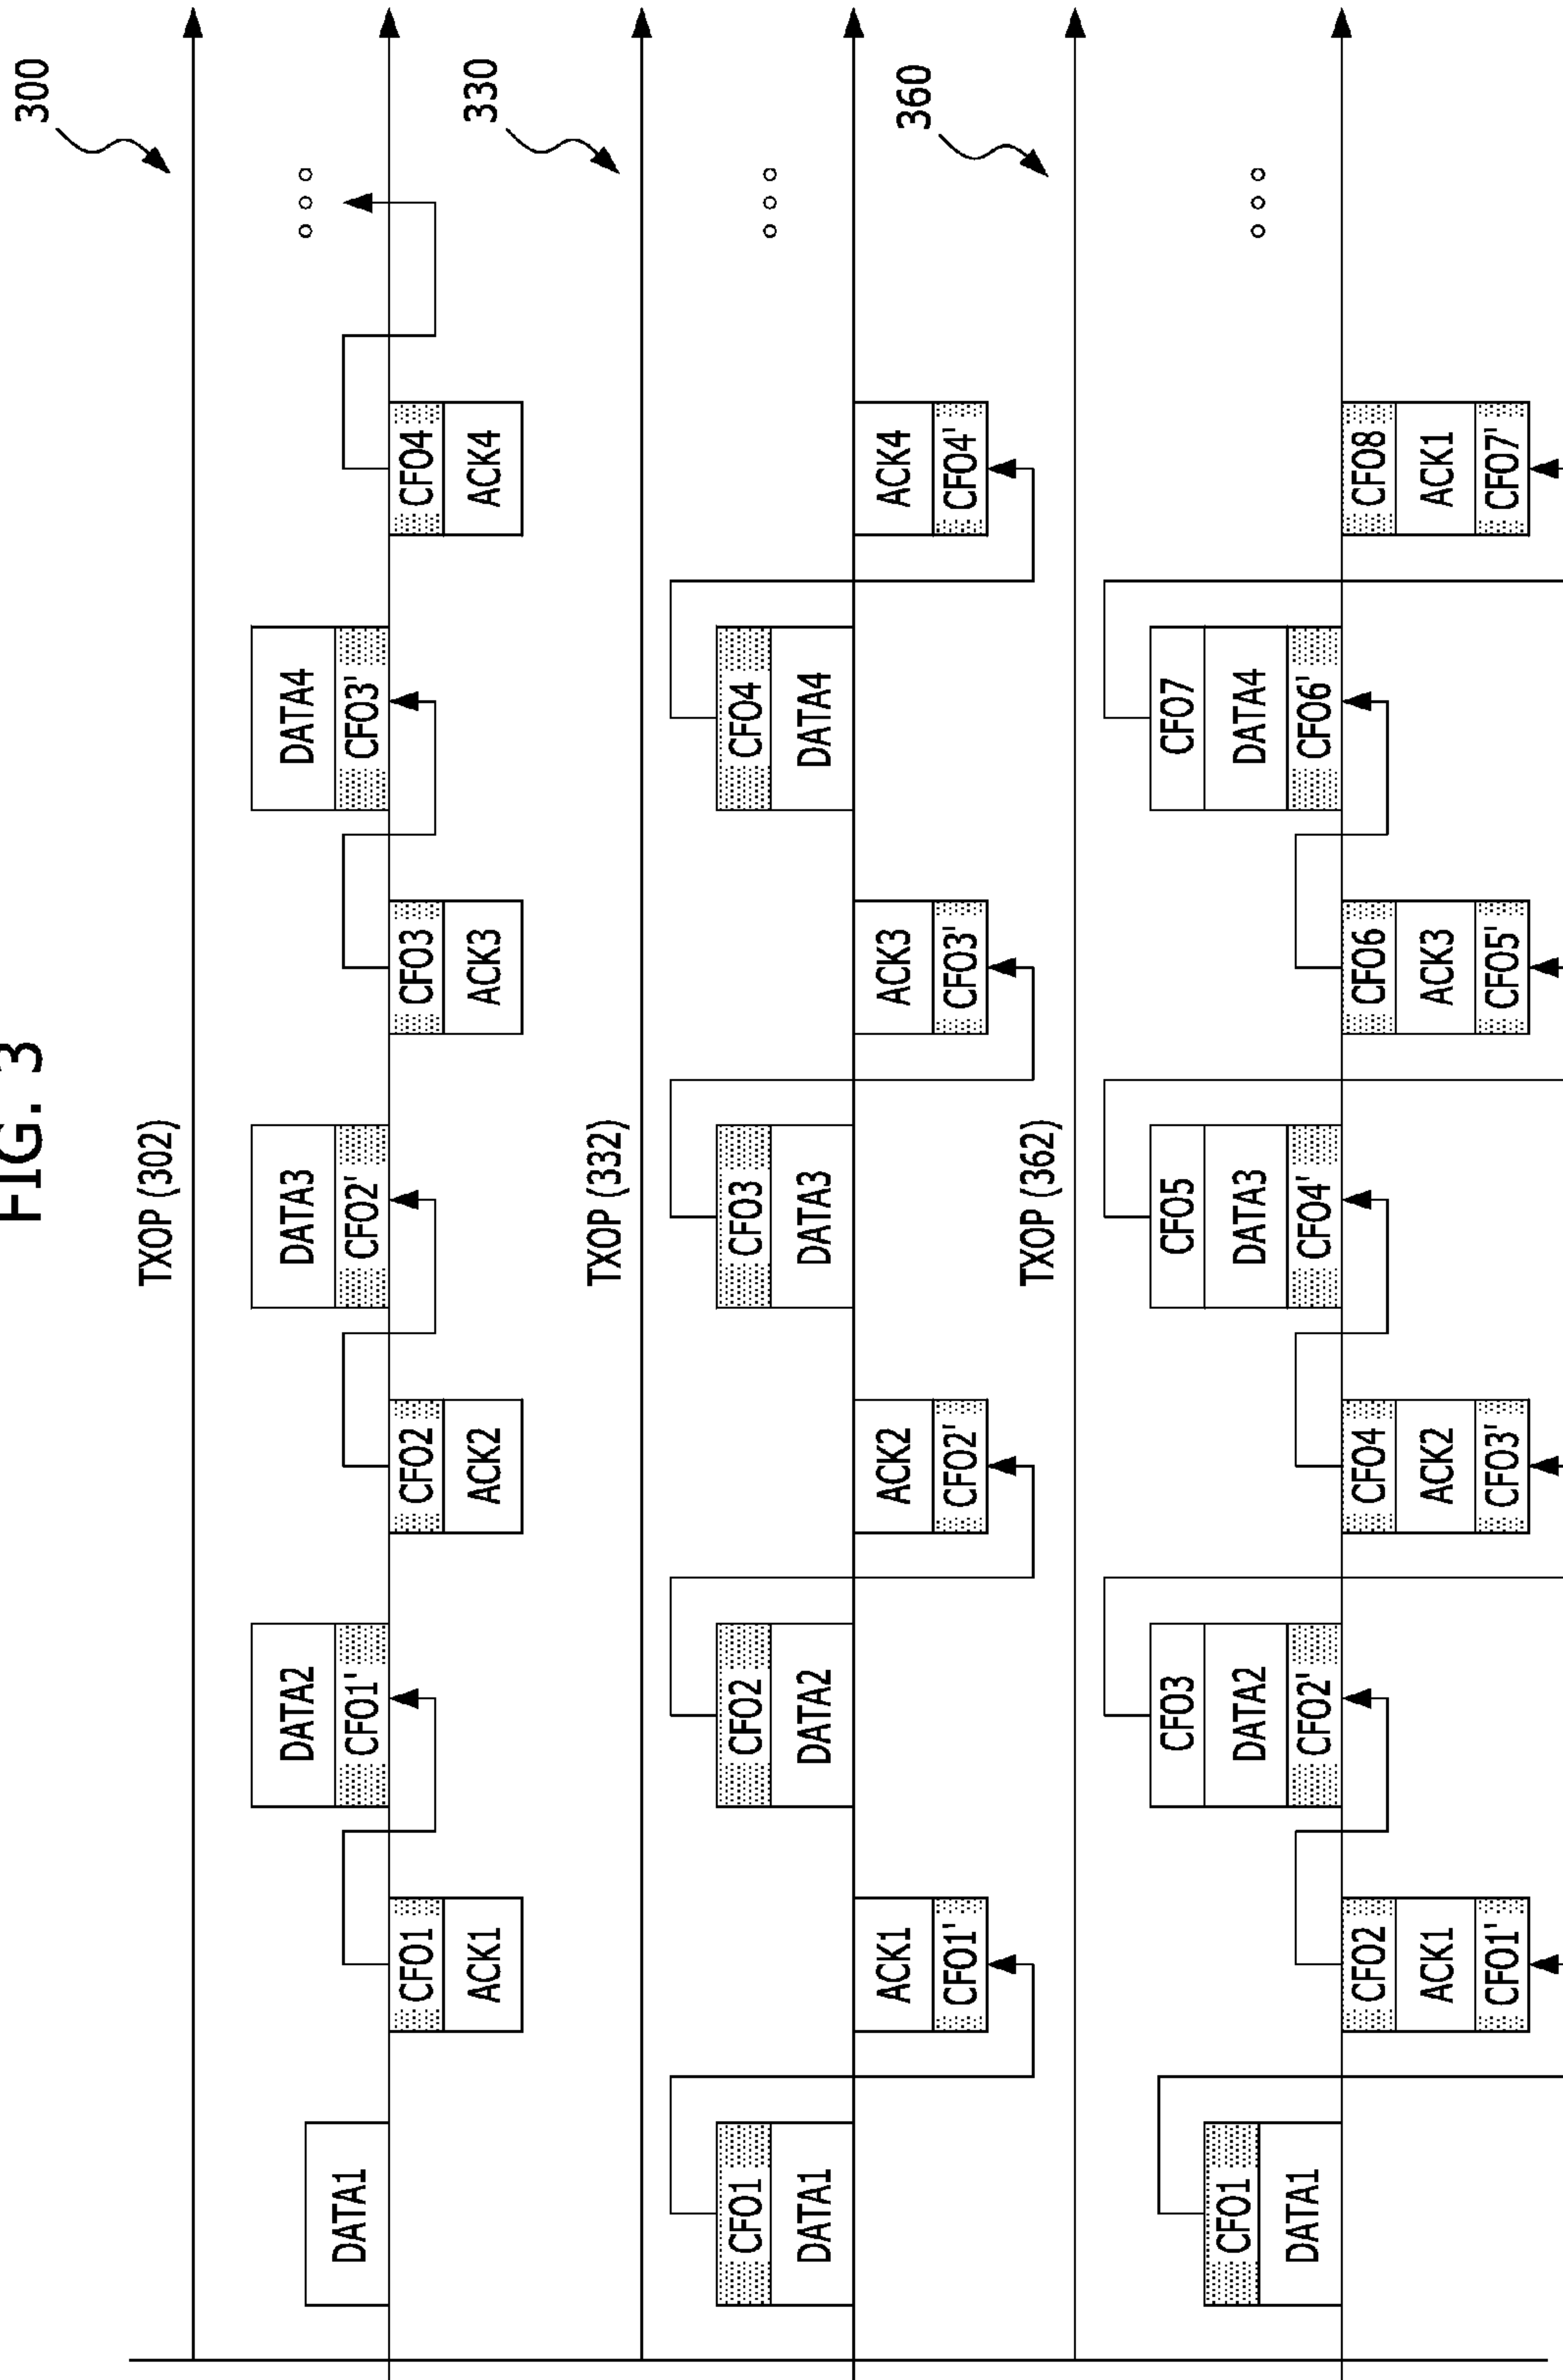 FIG. 3
300
TXOP (302)
DATA1
CFO1
ACK1
DATA2
CFO1'
CFO2
ACK2
DATA3
CFO2'
CFO3
ACK3
DATA4
CFO3'
CFO4
ACK4
330
TXOP (332)
CFO1
DATA1
ACK1
CFO1'
CFO2
DATA2
ACK2
CFO2'
CFO3
DATA3
ACK3
CFO3'
CFO4
DATA4
ACK4
CFO4'
360
TXOP (362)
CFO1
DATA1
CFO2
ACK1
CFO1'
CFO3
DATA2
CFO2'
CFO4
ACK2
CFO3'
CFO5
DATA3
CFO4'
CFO6
ACK3
CFO5'
CFO7
DATA4
CFO6'
CFO8
ACK1
CFO7'